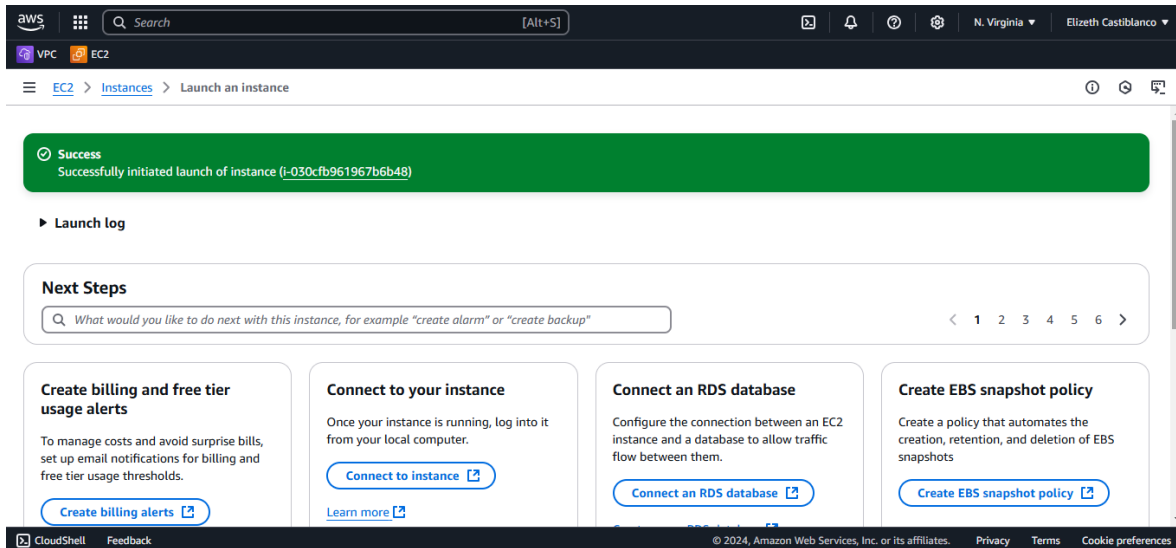 aws
Search [Alt+S]
N. Virginia
Elizeth Castiblanco
VPC EC2
EC2 > Instances > Launch an instance
Success
Successfully initiated launch of instance (i-030cfb961967b6b48)
Launch log
Next Steps
What would you like to do next with this instance, for example “create alarm” or “create backup”
1 2 3 4 5 6
Create billing and free tier
usage alerts
To manage costs and avoid surprise bills,
set up email notifications for billing and
free tier usage thresholds.
Create billing alerts
Connect to your instance
Once your instance is running, log into it
from your local computer.
Connect to instance
Learn more
Connect an RDS database
Configure the connection between an EC2
instance and a database to allow traffic
flow between them.
Connect an RDS database
Create EBS snapshot policy
Create a policy that automates the
creation, retention, and deletion of EBS
snapshots
Create EBS snapshot policy
CloudShell Feedback
© 2024, Amazon Web Services, Inc. or its affiliates. Privacy Terms Cookie preferences